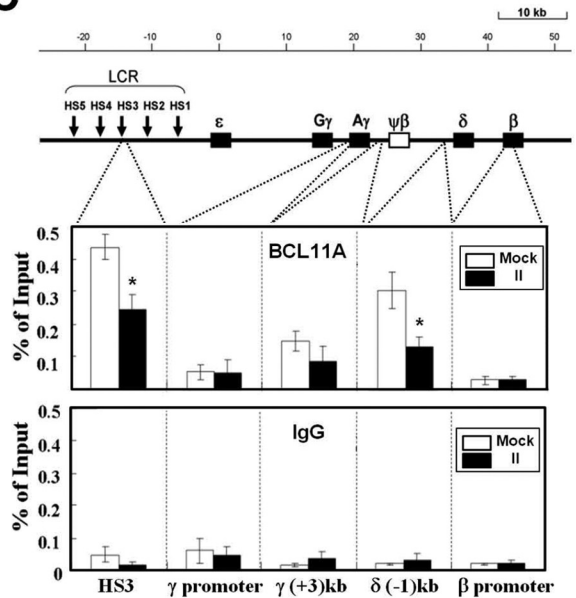 10 kb
-20 -10 0 10 20 30 40 50
LCR
HS5 HS4 HS3 HS2 HS1
ε Gγ Aγ ψβ δ β
0.5
0.4
0.3
0.2
0.1
% of Input
BCL11A
Mock
II
*
*
0.5
0.4
0.3
0.2
0.1
0
% of Input
IgG
Mock
II
HS3 γ promoter γ (+3)kb δ (-1)kb β promoter